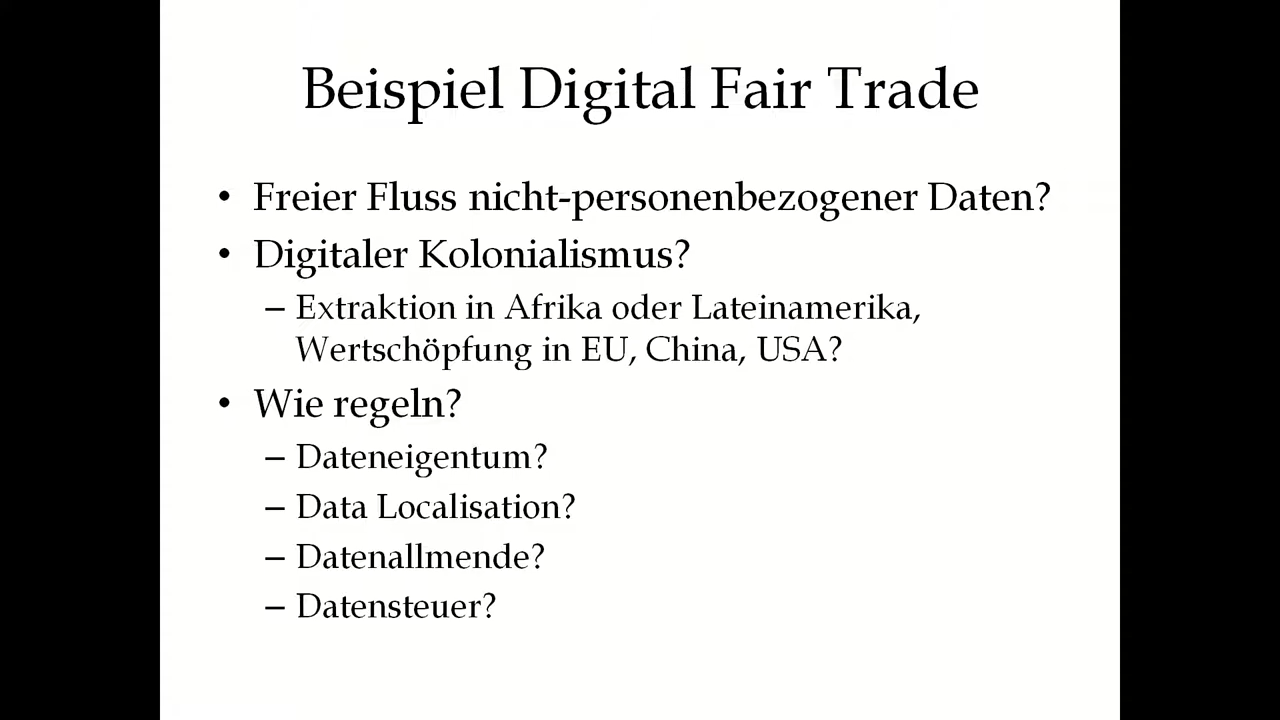 Beispiel Digital Fair Trade
• Freier Fluss nicht-personenbezogener Daten?
• Digitaler Kolonialismus?
– Extraktion in Afrika oder Lateinamerika,
Wertschöpfung in EU, China, USA?
• Wie regeln?
– Dateneigentum?
– Data Localisation?
– Datenallmende?
– Datensteuer?